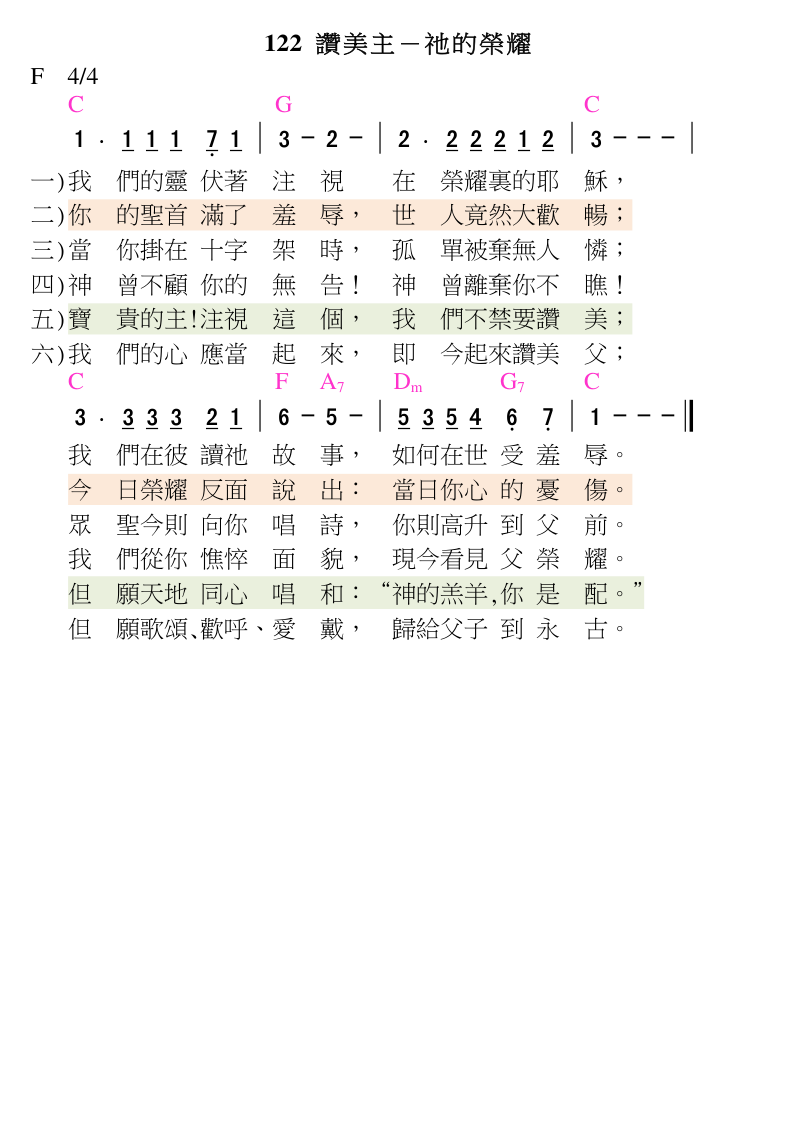 122 讚美主－祂的榮耀
F 4/4
C G C
1 · 1 1 1 7 1 | 3 － 2 － | 2 · 2 2 2 1 2 | 3 － － － |
一)我 們的靈 伏著 注 視 在 榮耀裏的耶 穌，
二)你 的聖首 滿了 羞 辱， 世 人竟然大歡 暢；
三)當 你掛在 十字 架 時， 孤 單被棄無人 憐；
四)神 曾不顧 你的 無 告！ 神 曾離棄你不 瞧！
五)寶 貴的主!注視 這 個， 我 們不禁要讚 美；
六)我 們的心 應當 起 來， 即 今起來讚美 父；
C F A7 Dm G7 C
3 · 3 3 3 2 1 | 6 － 5 － | 5 3 5 4 6 7 | 1 － － － ‖
我 們在彼 讀祂 故 事， 如何在世 受 羞 辱。
今 日榮耀 反面 說 出： 當日你心 的 憂 傷。
眾 聖今則 向你 唱 詩， 你則高升 到 父 前。
我 們從你 憔悴 面 貌， 現今看見 父 榮 耀。
但 願天地 同心 唱 和：“神的羔羊,你 是 配。”
但 願歌頌、歡呼、愛 戴， 歸給父子 到 永 古。